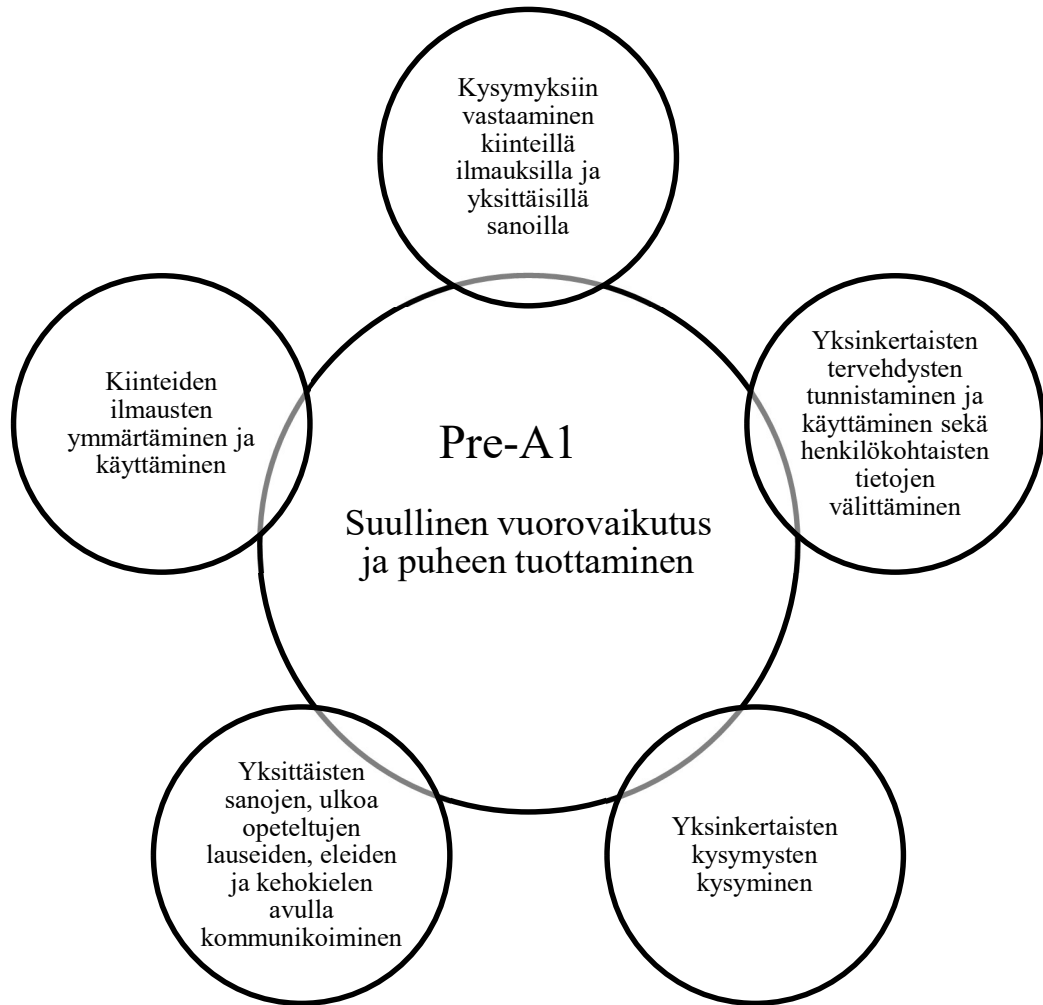 Kysymyksiin
vastaaminen
kiinteillä
ilmauksilla ja
yksittäisillä
sanoilla
Yksinkertaisten
tervehdysten
tunnistaminen ja
käyttäminen sekä
henkilökohtaisten
tietojen
välittäminen
Kiinteiden
ilmausten
ymmärtäminen ja
käyttäminen
Pre-A1
Suullinen vuorovaikutus
ja puheen tuottaminen
Yksittäisten
sanojen, ulkoa
opeteltujen
lauseiden, eleiden
ja kehokielen
avulla
kommunikoiminen
Yksinkertaisten
kysymysten
kysyminen